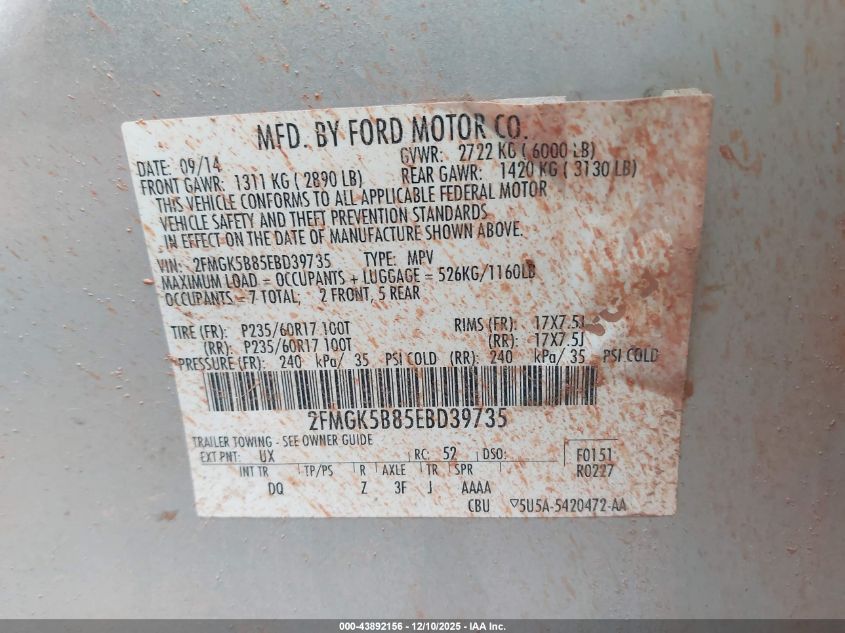 MFD. BY FORD MOTOR CO.
DATE: 09/14 GVWR: 2722 KG ( 6000 LB)
FRONT GAWR: 1311 KG ( 2890 LB) REAR GAWR: 1420 KG ( 3130 LB)
THIS VEHICLE CONFORMS TO ALL APPLICABLE FEDERAL MOTOR
VEHICLE SAFETY AND THEFT PREVENTION STANDARDS
IN EFFECT ON THE DATE OF MANUFACTURE SHOWN ABOVE.
VIN: 2FMGK5B85EBD39735 TYPE: MPV
MAXIMUM LOAD = OCCUPANTS + LUGGAGE = 526KG/1160LB
OCCUPANTS = 7 TOTAL; 2 FRONT, 5 REAR
TIRE (FR): P235/60R17 100T RIMS (FR): 17X7.5J
(RR): P235/60R17 100T (RR): 17X7.5J
PRESSURE (FR): 240 kPa/ 35 PSI COLD (RR): 240 kPa/ 35 PSI COLD
2FMGK5B85EBD39735
TRAILER TOWING - SEE OWNER GUIDE
EXT PNT: UX RC: 52 DSO: F0151
INT TR TP/PS R AXLE TR SPR R0227
DQ Z 3F J AAAA
CBU ▽5U5A-5420472-AA
000-43892156 - 12/10/2025 - IAA Inc.